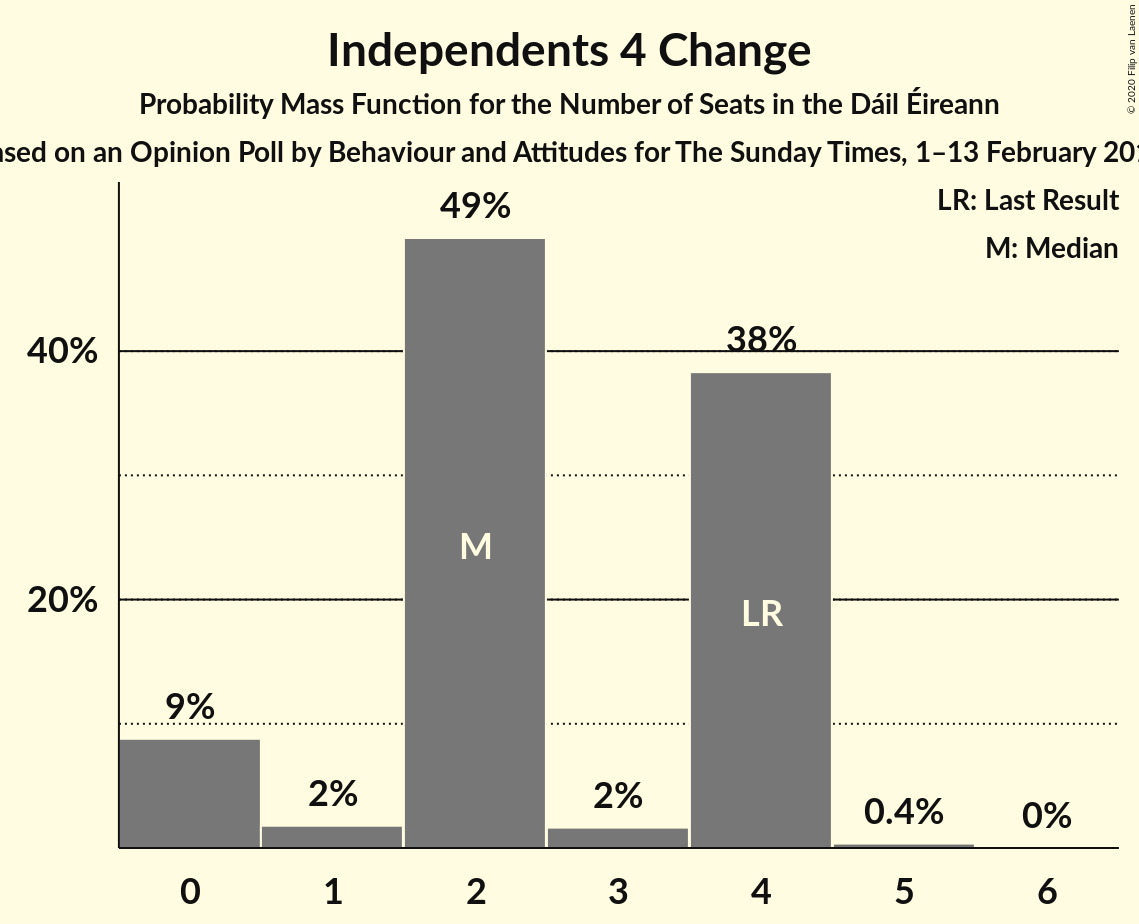 Independents 4 Change
Probability Mass Function for the Number of Seats in the Dáil Éireann
on an Opinion Poll by Behaviour and Attitudes for The Sunday Times, 1–13 February
© 2020 Filip van Laenen
LR: Last Result
M: Median
49%
38%
40%
M
20%
LR
9%
2%
2%
0.4%
0%
0 1 2 3 4 5 6